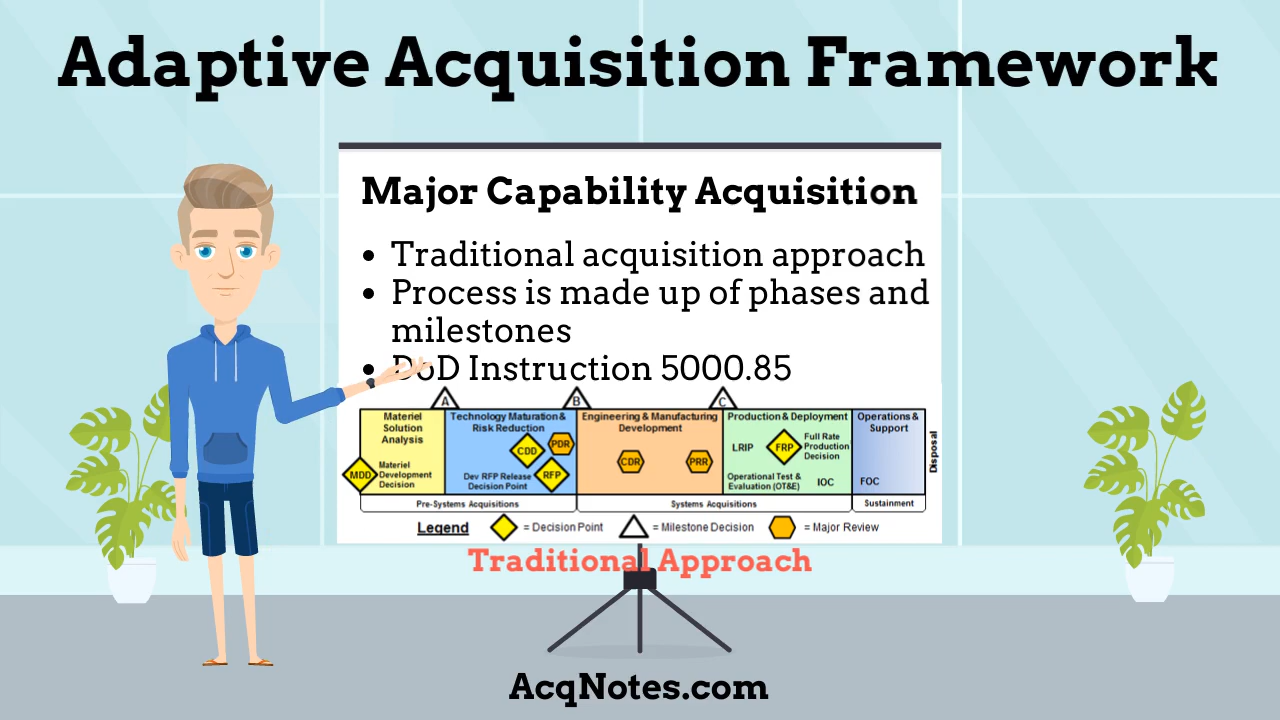 Adaptive Acquisition Framework
Major Capability Acquisition
Traditional acquisition approach
Process is made up of phases and
milestones
DoD Instruction 5000.85
A
B
C
Materiel
Solution
Analysis
MDD
Materiel
Development
Decision
Technology Maturation &
Risk Reduction
CDD
PDR
Dev RFP Release
Decision Point
RFP
Engineering & Manufacturing
Development
CDR
PRR
Production & Deployment
LRIP
FRP
Full Rate
Production
Decision
Operational Test &
Evaluation (OT&E)
IOC
Operations &
Support
FOC
Disposal
Pre-Systems Acquisitions
Systems Acquisitions
Sustainment
Legend
= Decision Point
= Milestone Decision
= Major Review
Traditional Approach
AcqNotes.com